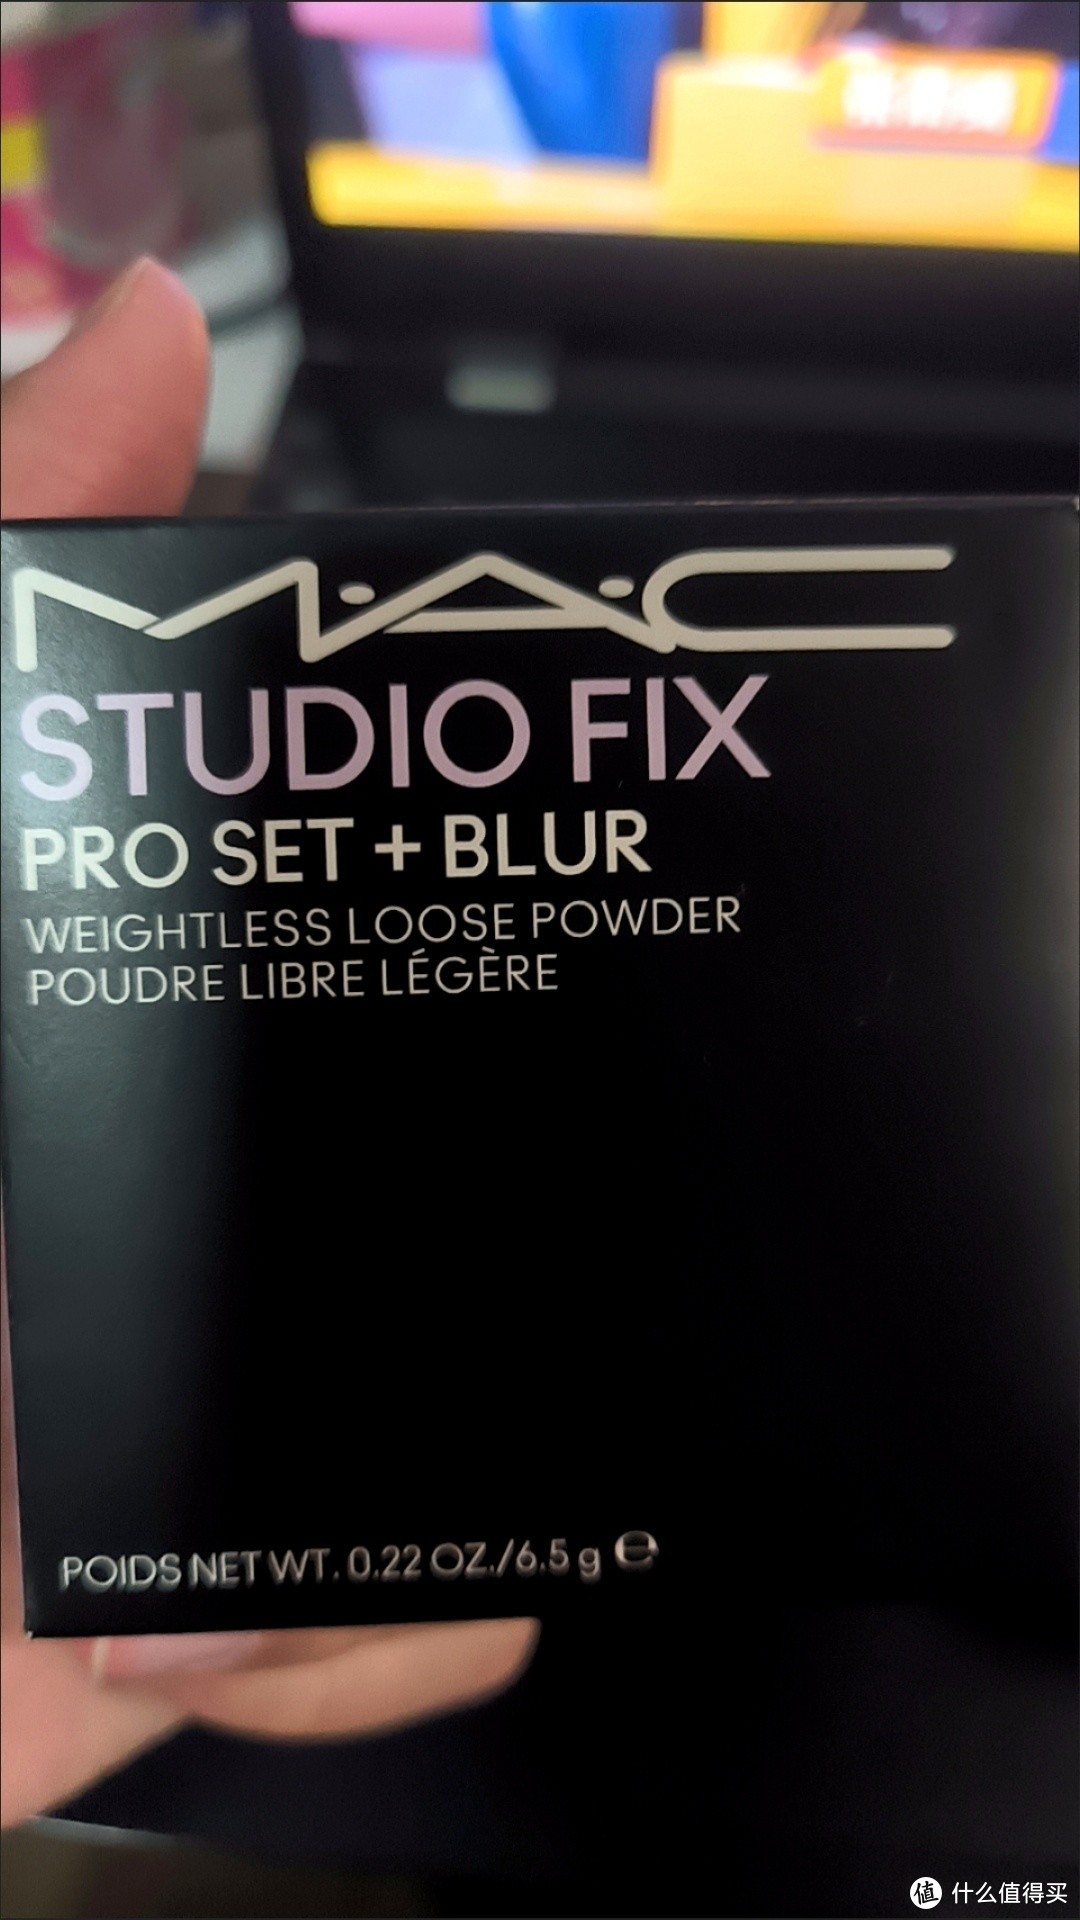 M·A·C
STUDIO FIX
PRO SET + BLUR
WEIGHTLESS LOOSE POWDER
POUDRE LIBRE LÉGÈRE
POIDS NET WT. 0.22 OZ./6.5 g ℮
值 什么值得买